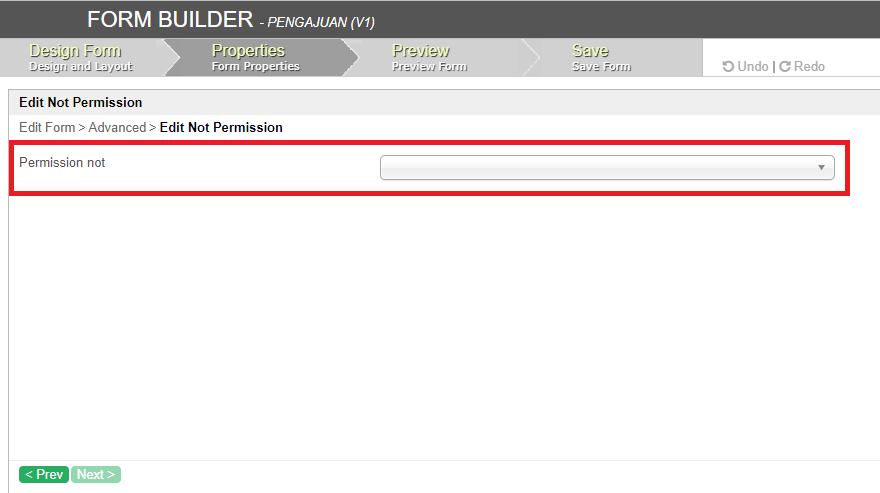 FORM BUILDER - PENGAJUAN (V1)
Design Form
Design and Layout
Properties
Form Properties
Preview
Preview Form
Save
Save Form
Undo | Redo
Edit Not Permission
Edit Form > Advanced > Edit Not Permission
Permission not
< Prev Next >